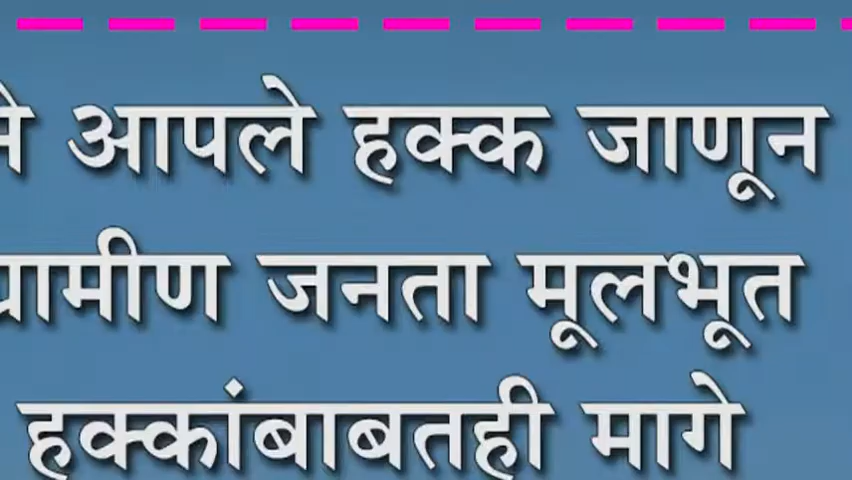 आपले हक्क जाणून
ग्रामीण जनता मूलभूत
हक्कांबाबतही मागे